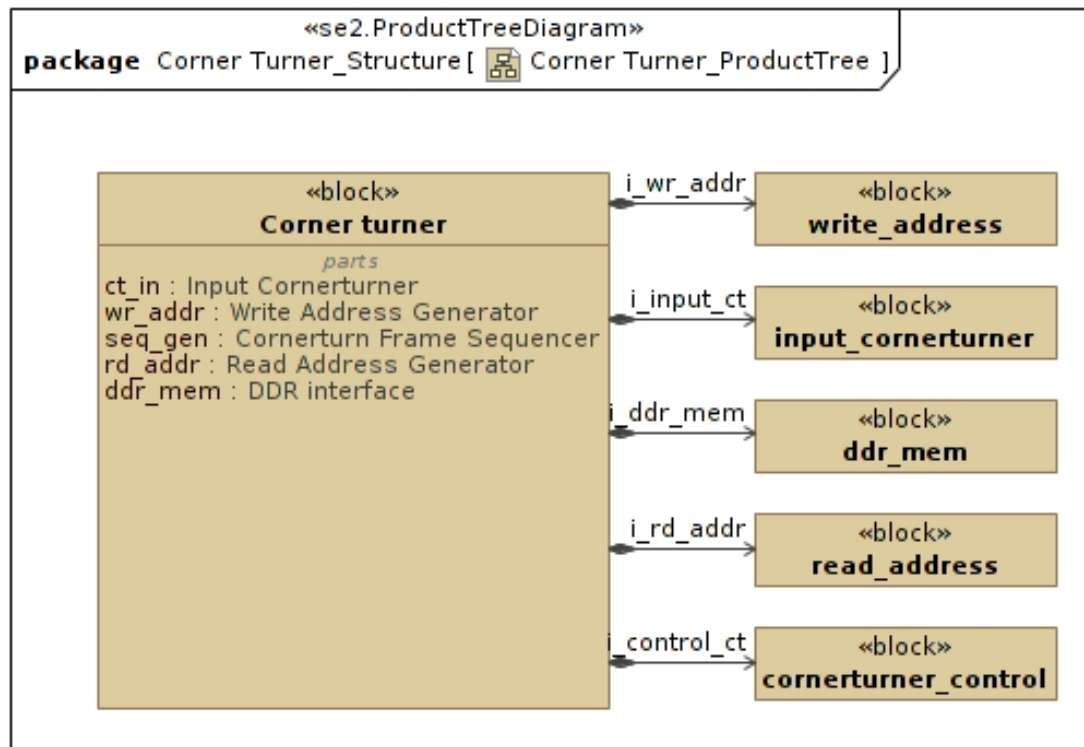 «se2.ProductTreeDiagram»
package Corner Turner_Structure[ Corner Turner_ProductTree ]
«block»
Corner turner
parts
ct_in : Input Cornerturner
wr_addr : Write Address Generator
seq_gen : Cornerturn Frame Sequencer
rd_addr : Read Address Generator
ddr_mem : DDR interface
i_wr_addr
«block»
write_address
i_input_ct
«block»
input_cornerturner
i_ddr_mem
«block»
ddr_mem
i_rd_addr
«block»
read_address
i_control_ct
«block»
cornerturner_control